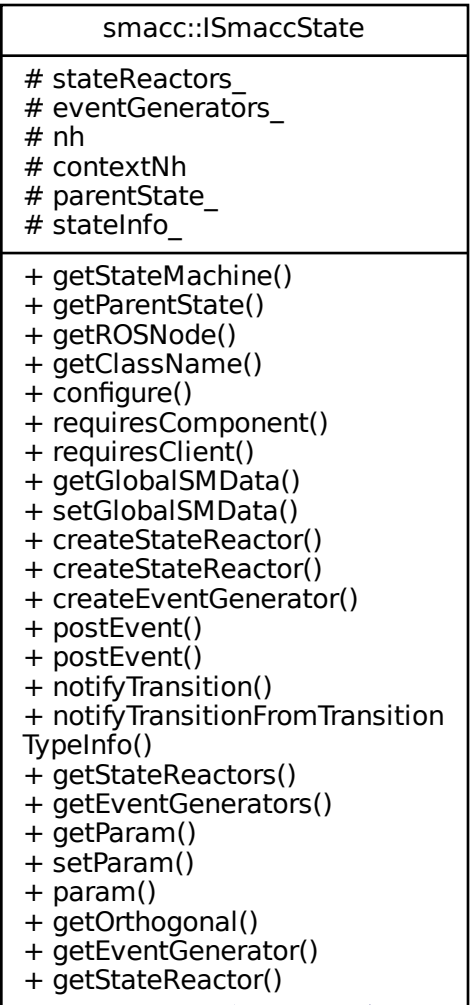 smacc::ISmaccState
# stateReactors_
# eventGenerators_
# nh
# contextNh
# parentState_
# stateInfo_
+ getStateMachine()
+ getParentState()
+ getROSNode()
+ getClassName()
+ configure()
+ requiresComponent()
+ requiresClient()
+ getGlobalSMData()
+ setGlobalSMData()
+ createStateReactor()
+ createStateReactor()
+ createEventGenerator()
+ postEvent()
+ postEvent()
+ notifyTransition()
+ notifyTransitionFromTransition
TypeInfo()
+ getStateReactors()
+ getEventGenerators()
+ getParam()
+ setParam()
+ param()
+ getOrthogonal()
+ getEventGenerator()
+ getStateReactor()